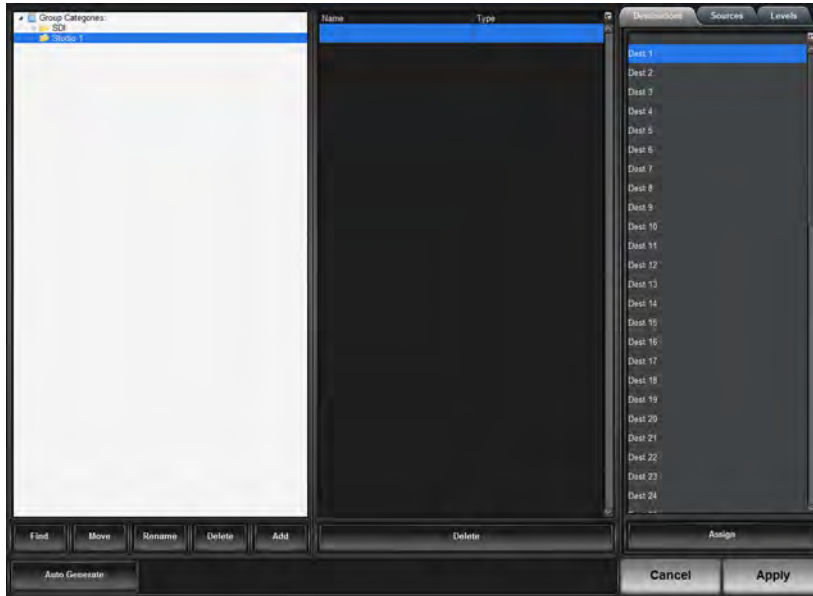 Group Categories:
SDI
Studio 1
Find
Move
Rename
Delete
Add
Auto Generate
Name Type
Delete
Destinations Sources Levels
Dest 1
Dest 2
Dest 3
Dest 4
Dest 5
Dest 6
Dest 7
Dest 8
Dest 9
Dest 10
Dest 11
Dest 12
Dest 13
Dest 14
Dest 15
Dest 16
Dest 17
Dest 18
Dest 19
Dest 20
Dest 21
Dest 22
Dest 23
Dest 24
Assign
Cancel
Apply